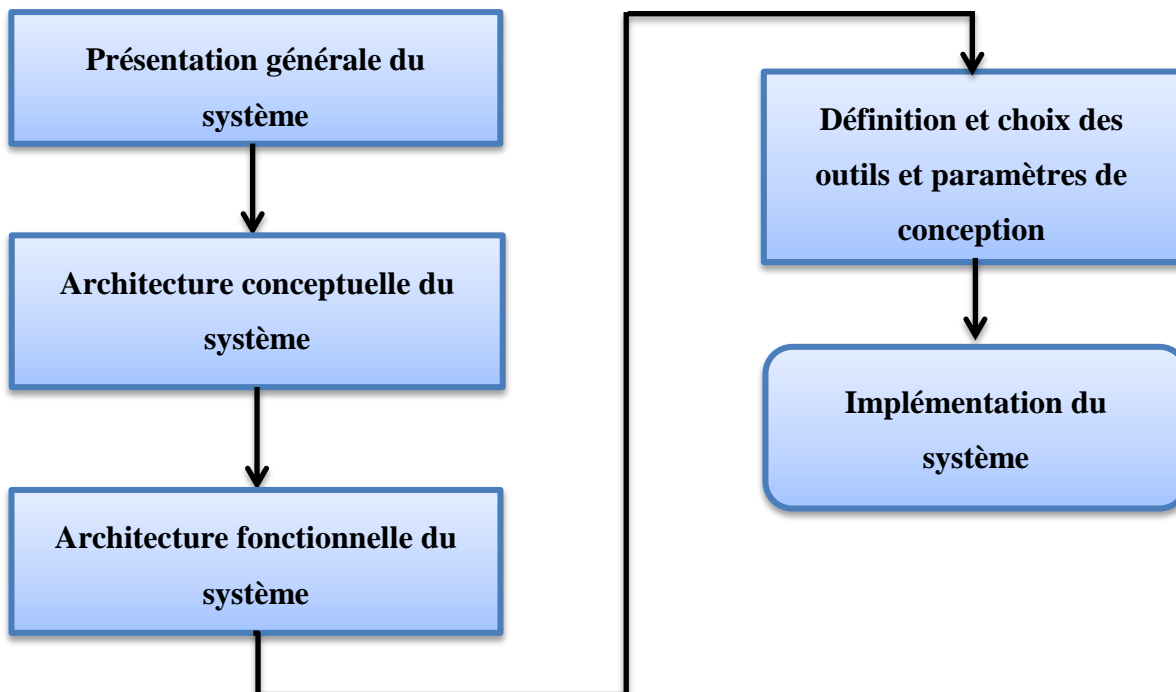 Présentation générale du
système
Architecture conceptuelle du
système
Architecture fonctionnelle du
système
Définition et choix des
outils et paramètres de
conception
Implémentation du
système